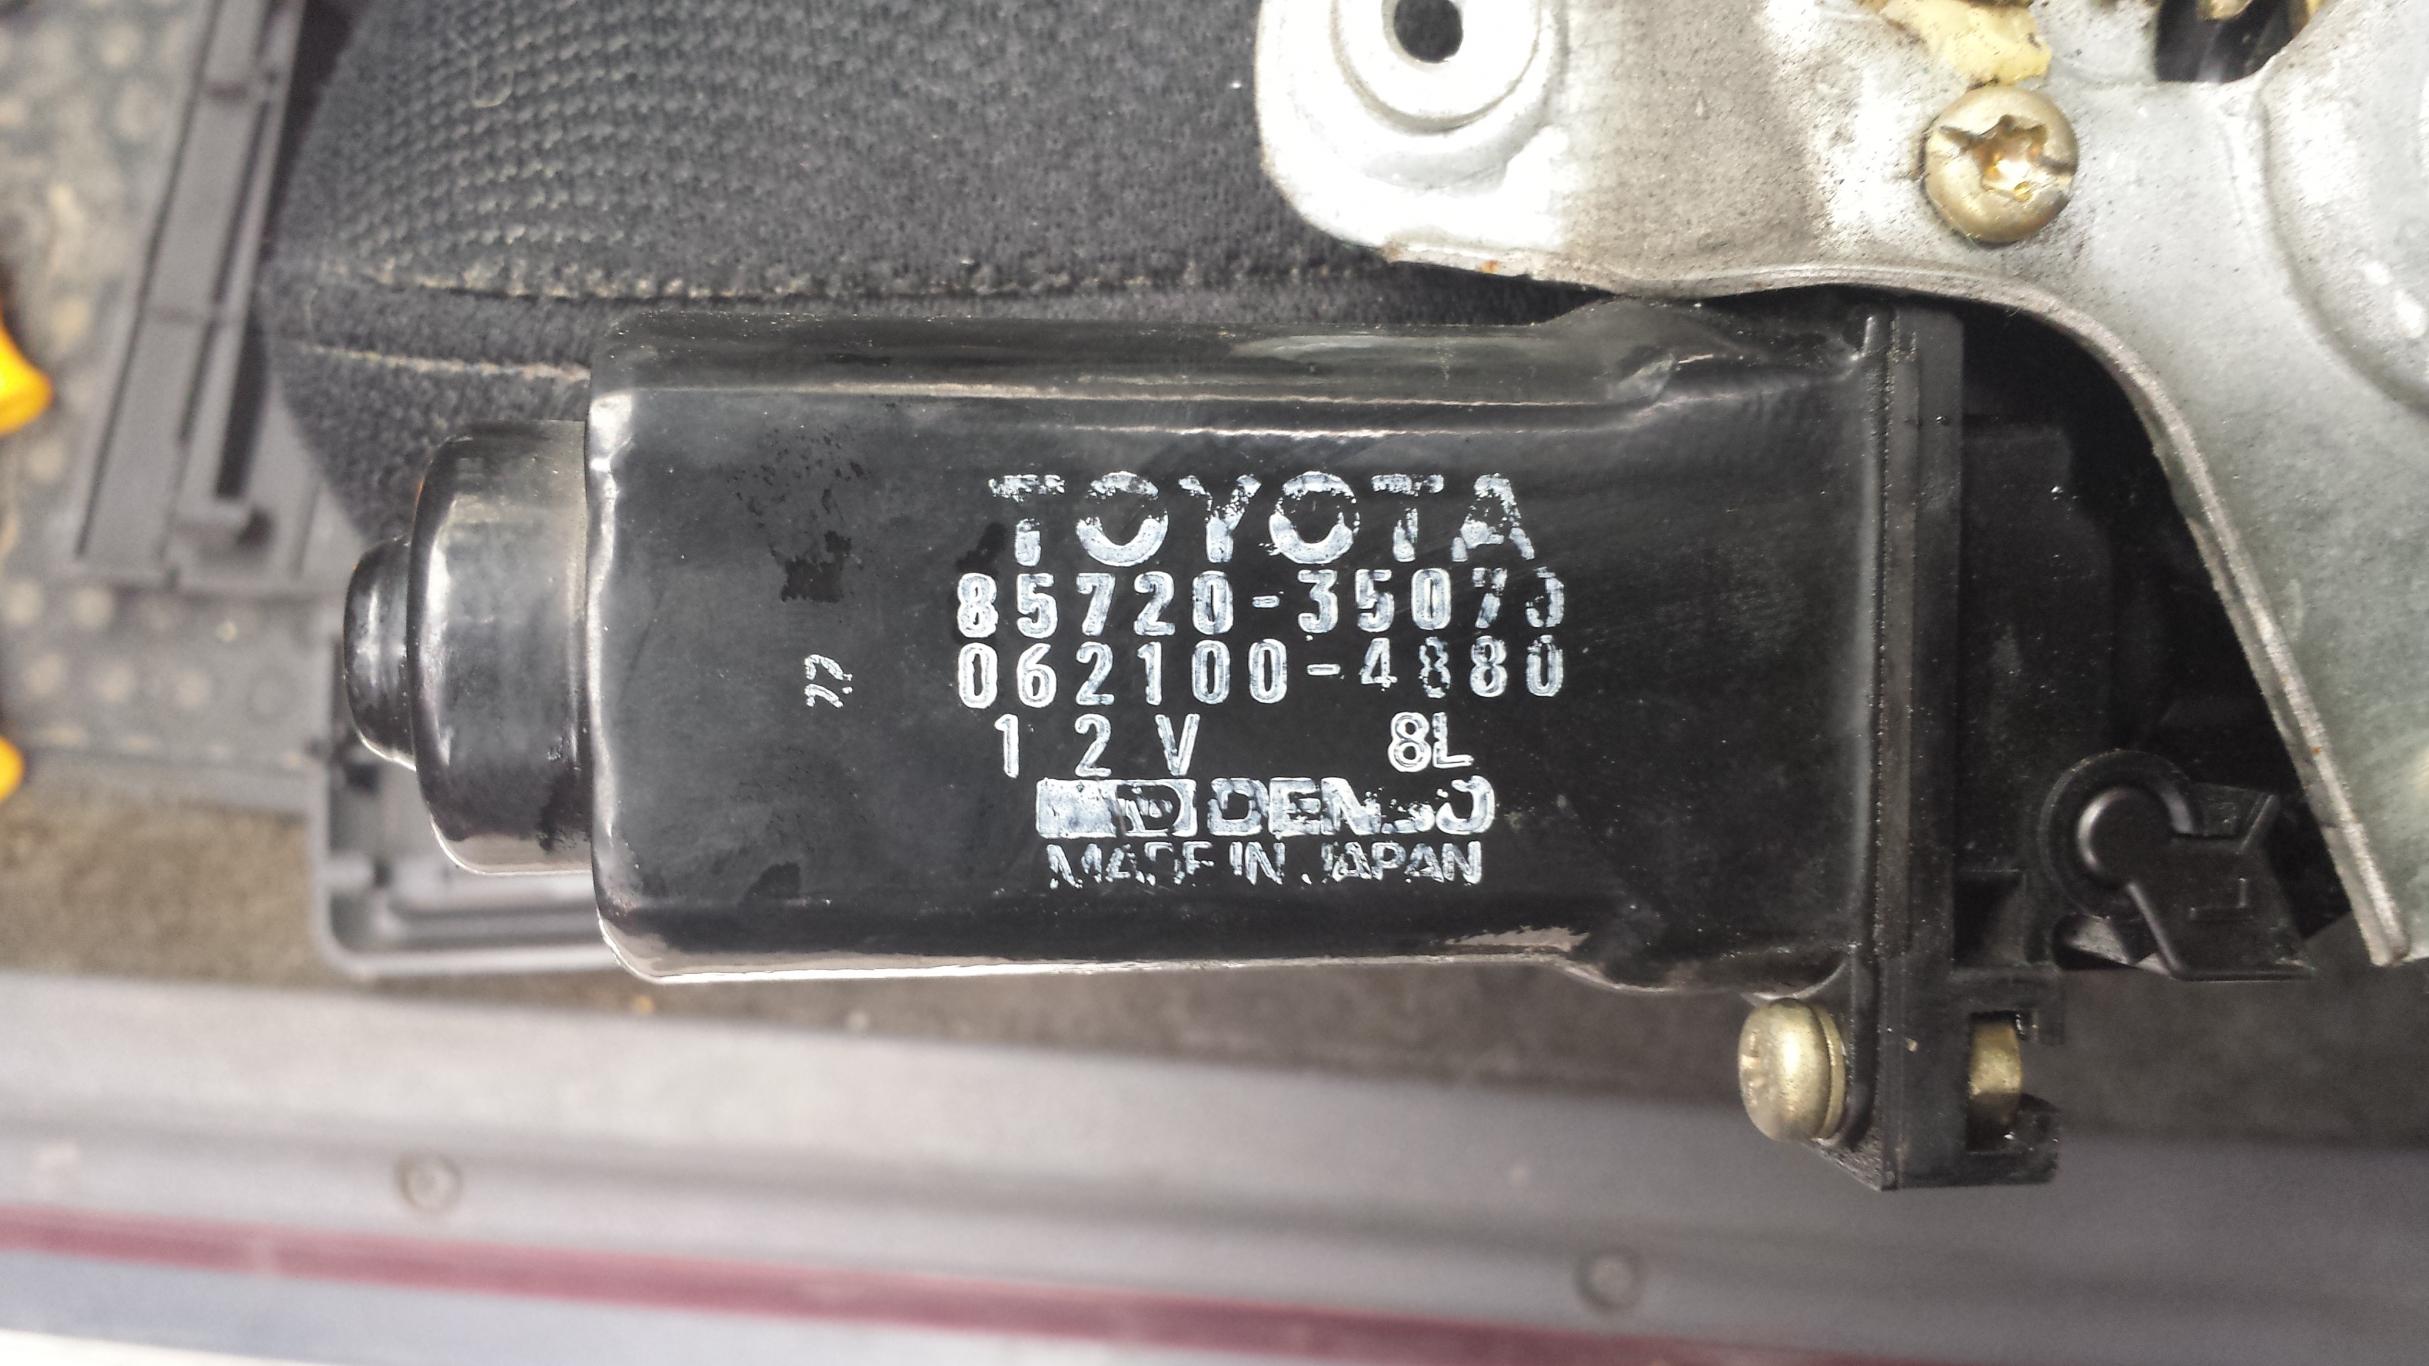 TOYOTA
85720-35070
062100-4880
12V 8L
DENSO
MADE IN JAPAN